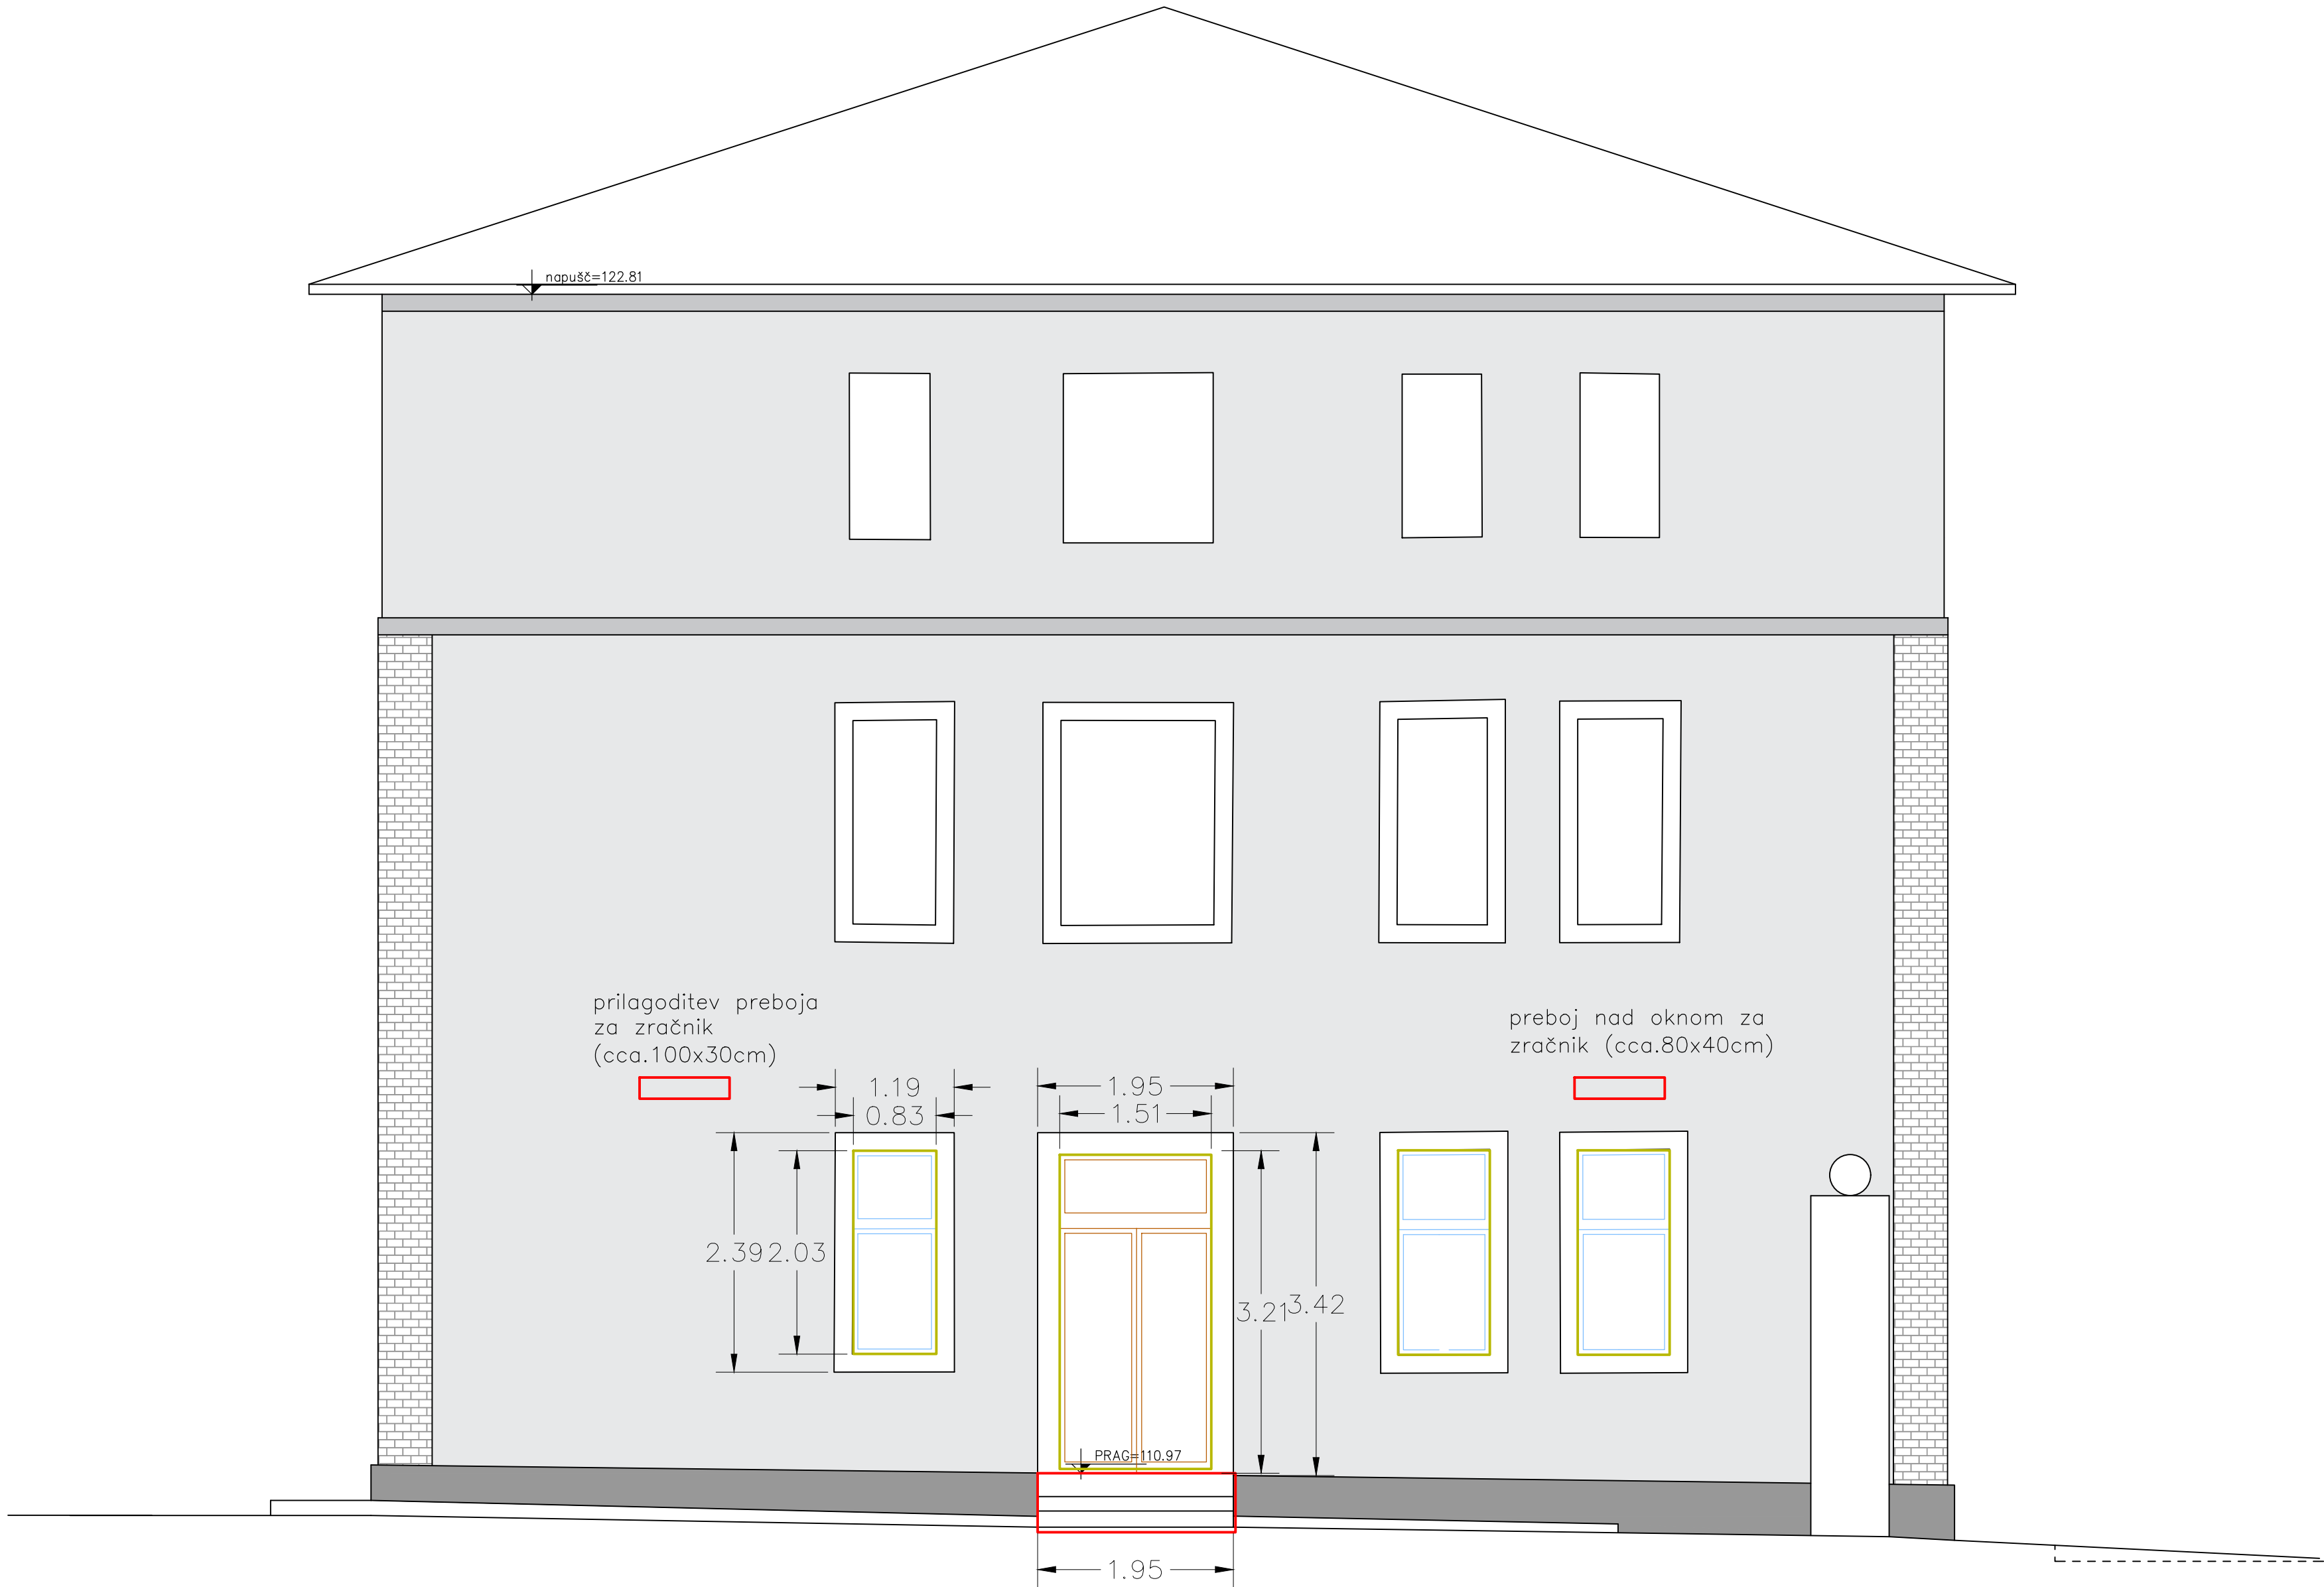 napušč=122.81
prilagoditev preboja
za zračnik
(cca.100x30cm)
preboj nad oknom za
zračnik (cca.80x40cm)
1.19
0.83
1.95
1.51
2.39
2.03
3.21
3.42
PRAG=110.97
1.95